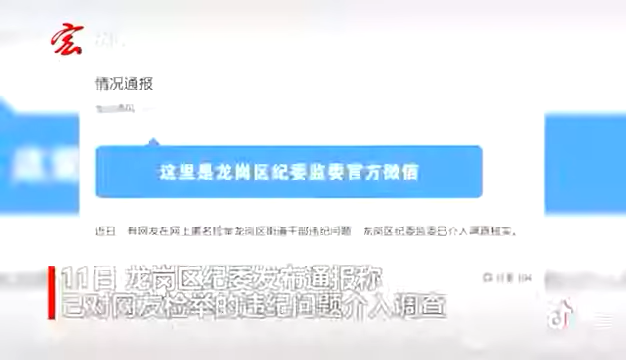 情况通报
这里是龙岗区纪委监委官方微信
近日，有网友在网上匿名检举龙岗区街道干部违纪问题，龙岗区纪委监委已介入调查核实。
11日 龙岗区纪委发布通报称
已对网友检举的违纪问题介入调查